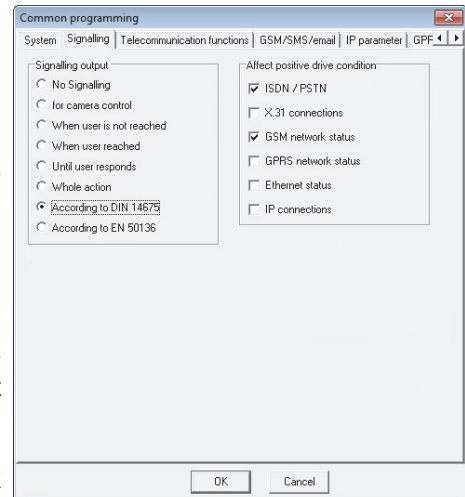 Common programming
System Signalling Telecommunication functions GSM/SMS/email IP parameter GPF
Signalling output
No Signalling
for camera control
When user is not reached
When user reached
Until user responds
Whole action
According to DIN 14675
According to EN 50136
Affect positive drive condition
ISDN / PSTN
X.31 connections
GSM network status
GPRS network status
Ethernet status
IP connections
OK Cancel